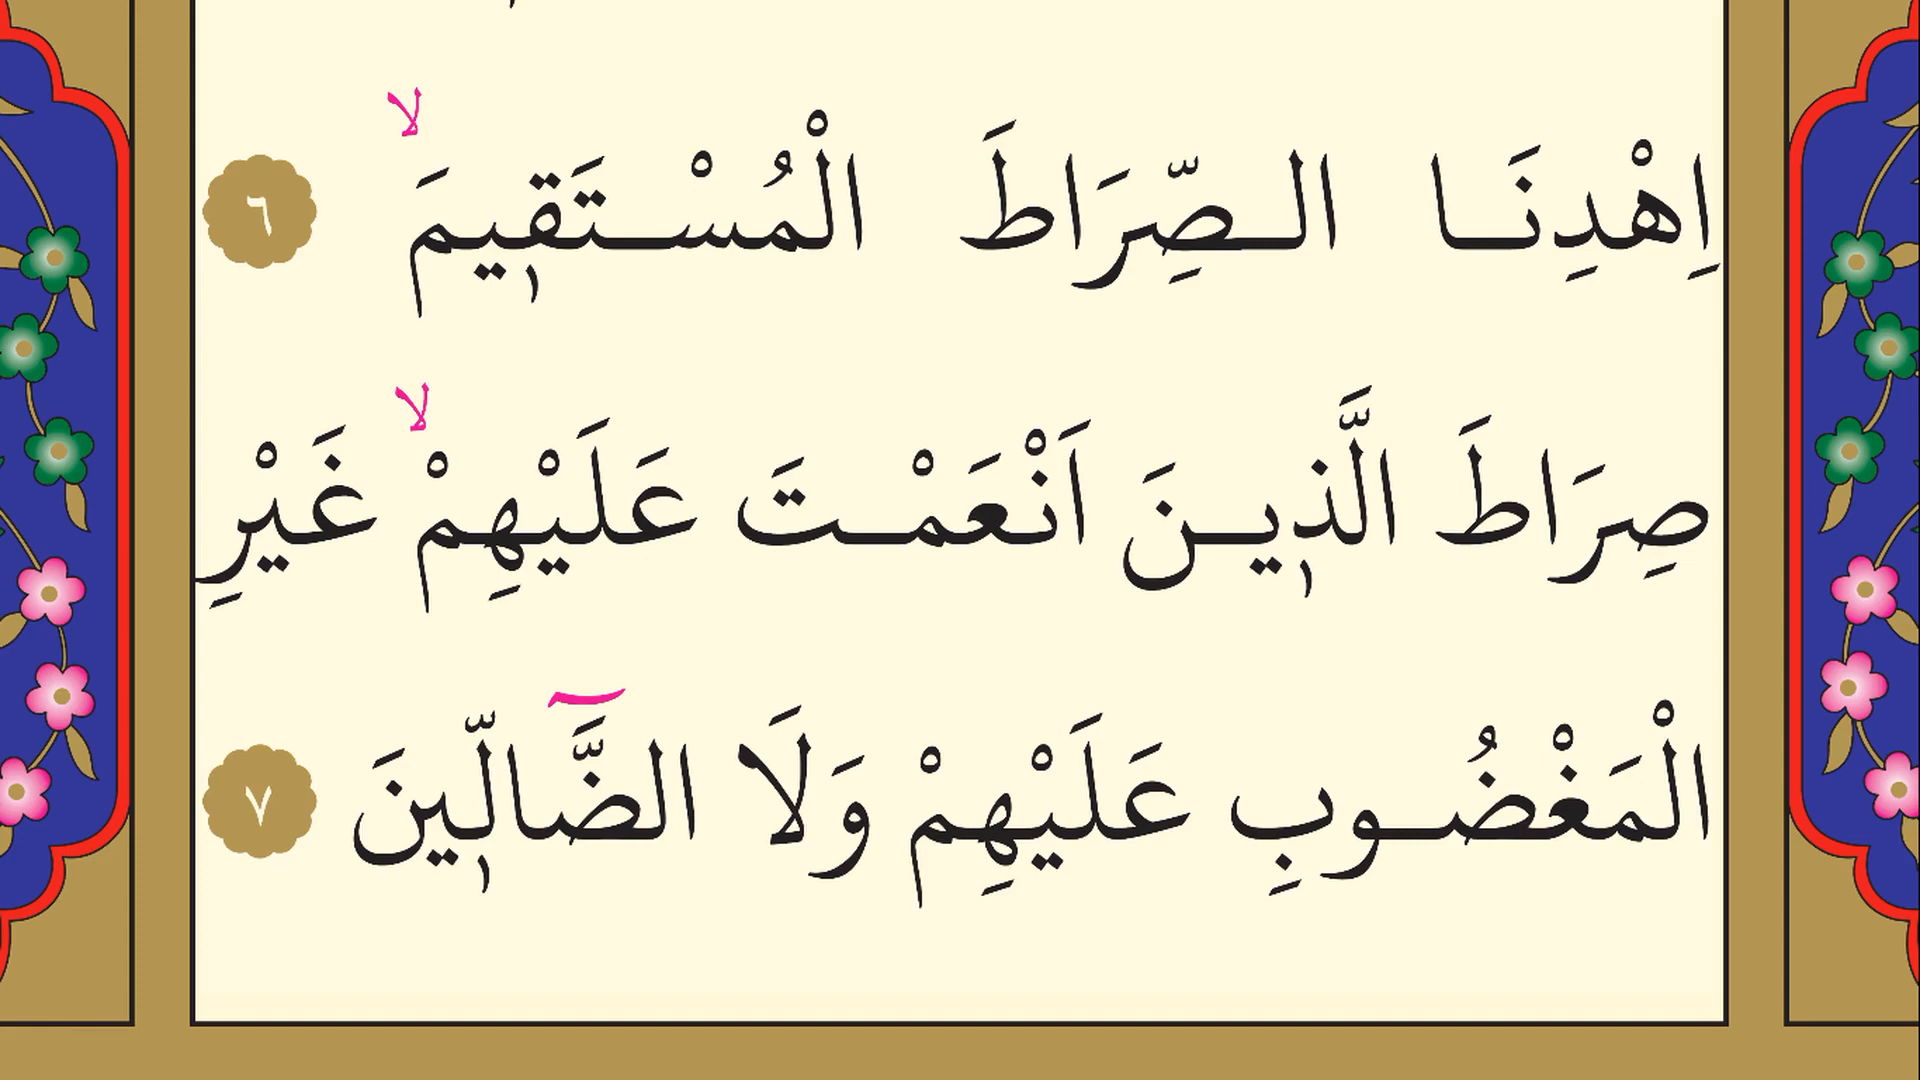 اِهْدِنَا الصِّرَاطَ الْمُسْتَقٖيمَۙ ٦
صِرَاطَ الَّذٖينَ اَنْعَمْتَ عَلَيْهِمْۙ غَيْرِ
الْمَغْضُوبِ عَلَيْهِمْ وَلَا الضَّٓالّٖينَ ٧